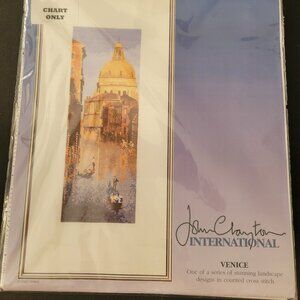 CHART
ONLY
John Clayton
INTERNATIONAL
VENICE
One of a series of stunning landscape
designs in counted cross stitch